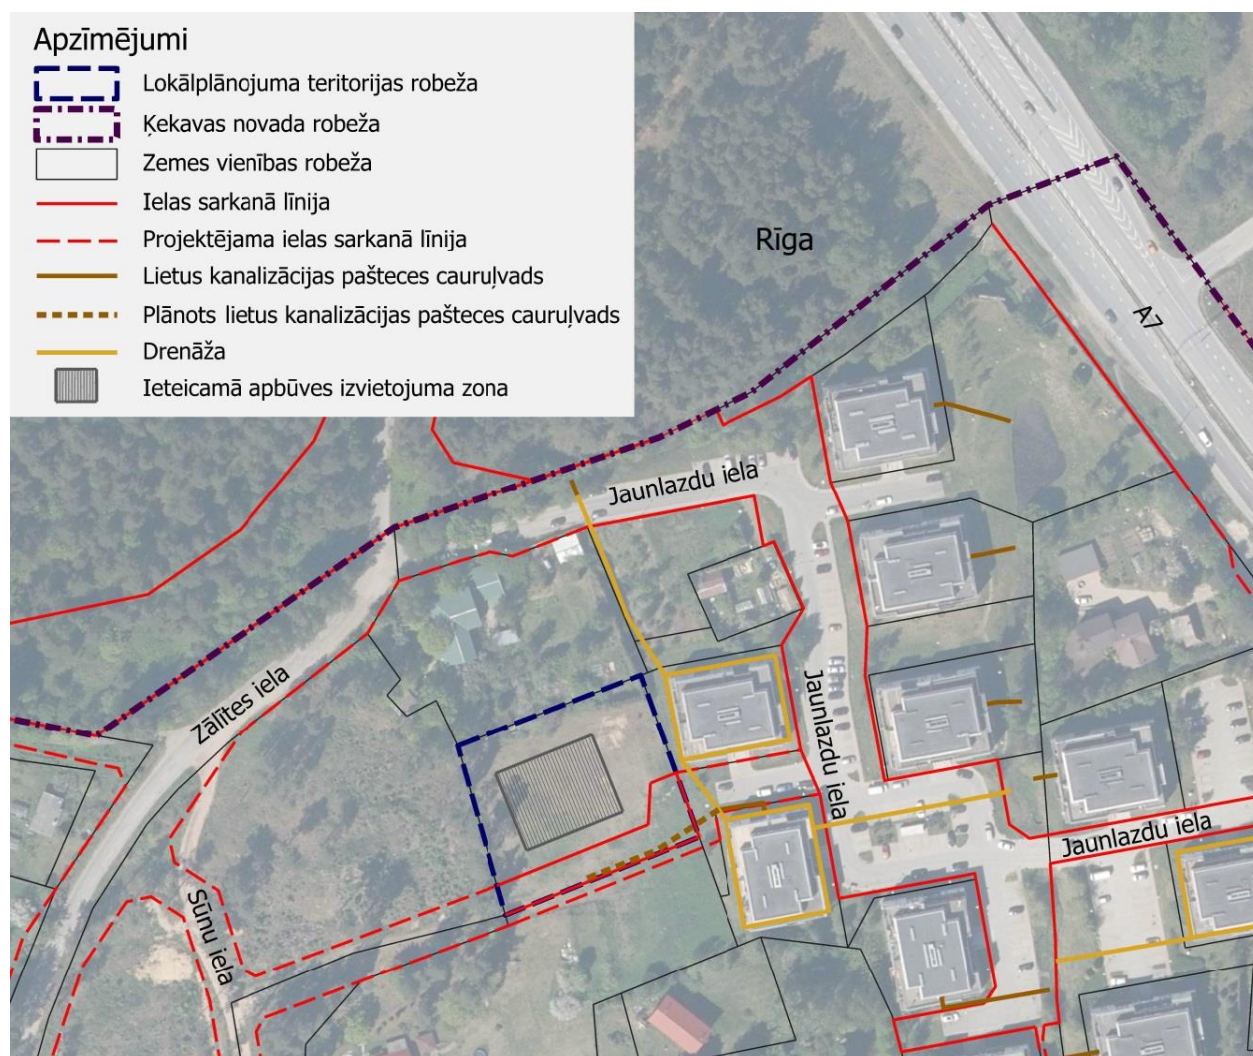 Apzīmējumi
Lokālplānojuma teritorijas robeža
Ķekavas novada robeža
Zemes vienības robeža
Ielas sarkanā līnija
Projektējama ielas sarkanā līnija
Lietus kanalizācijas pašteces cauruļvads
Plānots lietus kanalizācijas pašteces cauruļvads
Drenāža
Ieteicamā apbūves izvietojuma zona
Rīga
A7
Jaunlazdu iela
Zālītes iela
Jaunlazdu iela
Jaunlazdu iela
Sūnu iela